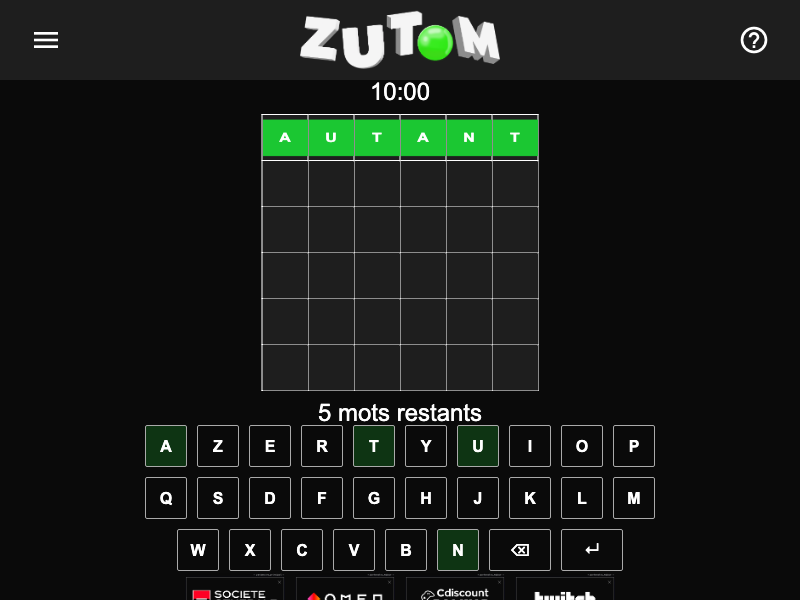 ZUTOM
10:00
A U T A N T
5 mots restants
A Z E R T Y U I O P
Q S D F G H J K L M
W X C V B N
SOCIETE
OMEN
Cdiscount
twitch